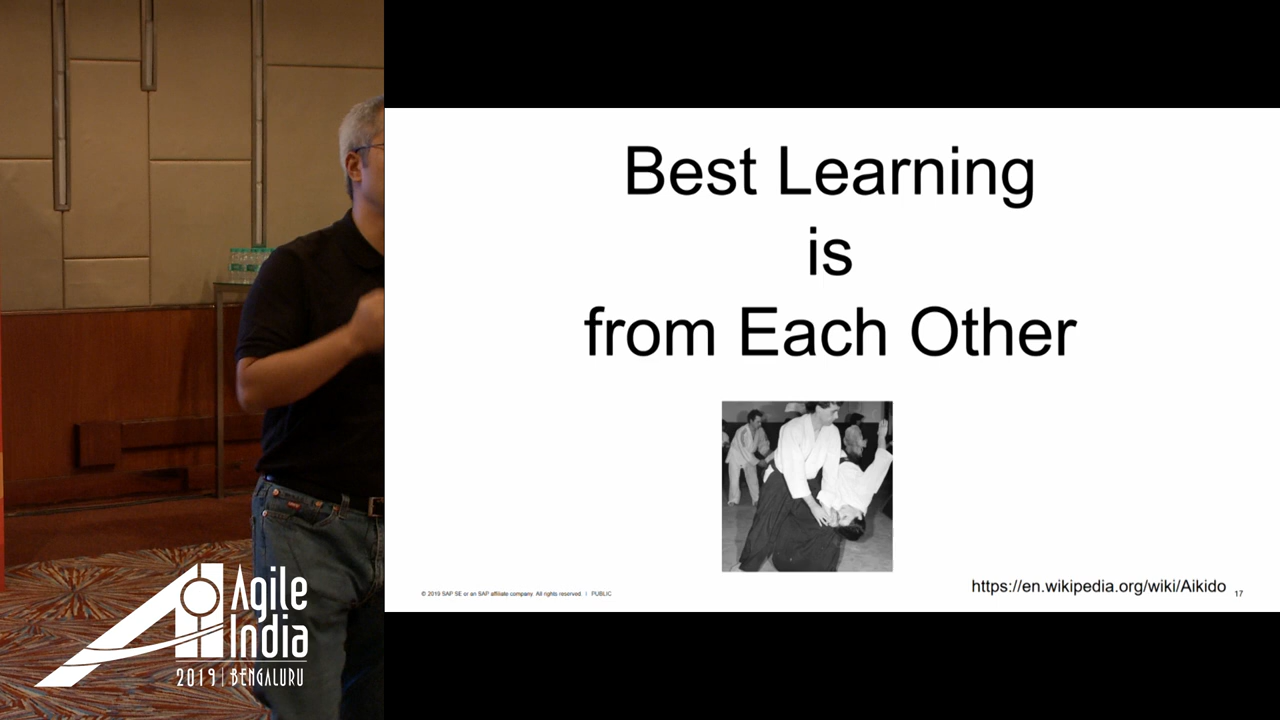 Best Learning
is
from Each Other
https://en.wikipedia.org/wiki/Aikido
© 2019 SAP SE or an SAP affiliate company. All rights reserved. | PUBLIC
17
Agile
India
2019 | BENGALURU